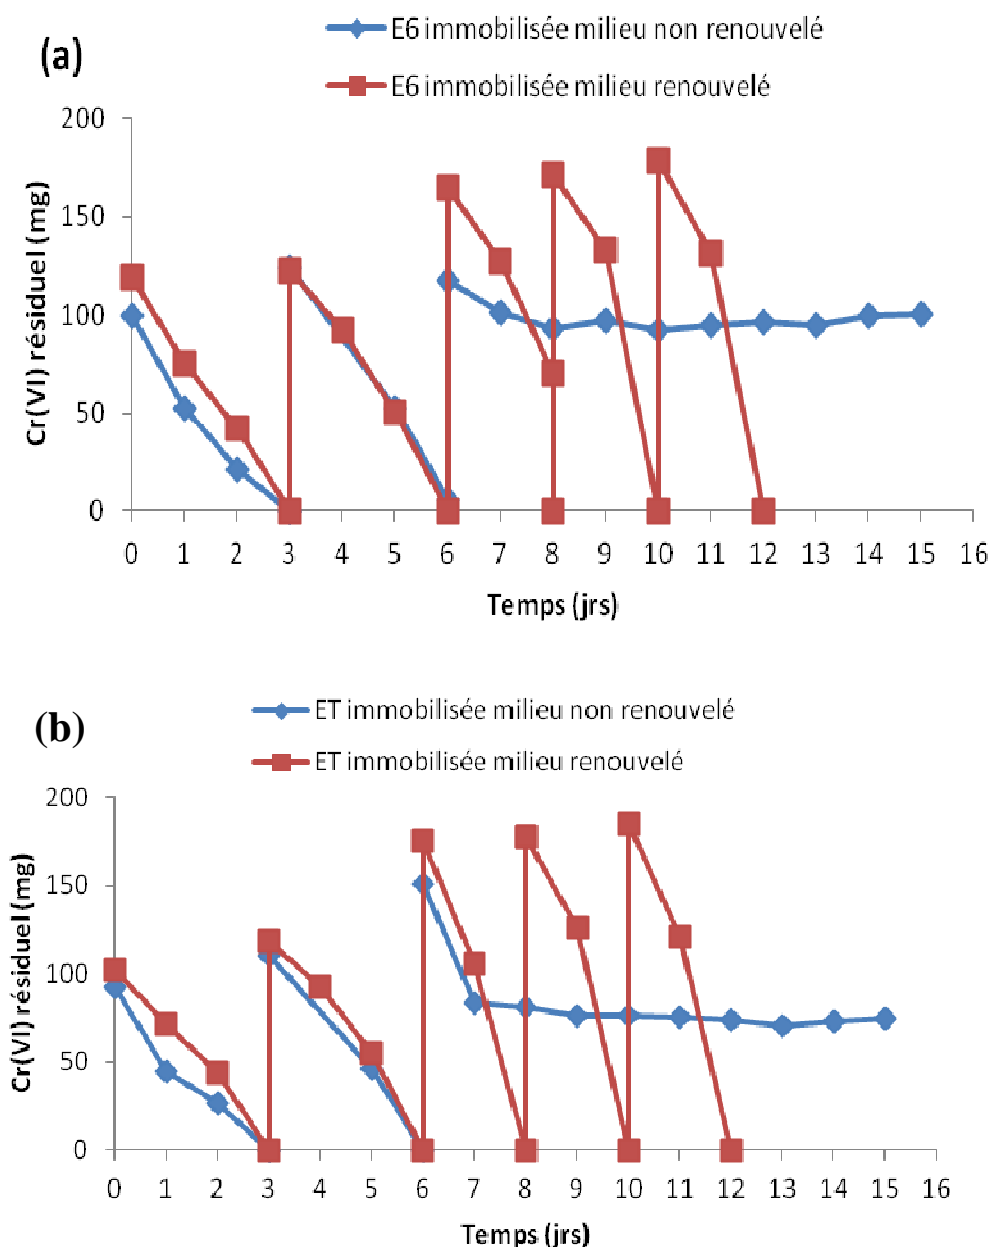 (a)
E6 immobilisée milieu non renouvelé
E6 immobilisée milieu renouvelé
Cr(VI) résiduel (mg)
200
150
100
50
0
0 1 2 3 4 5 6 7 8 9 10 11 12 13 14 15 16
Temps (jrs)
(b)
ET immobilisée milieu non renouvelé
ET immobilisée milieu renouvelé
Cr(VI) résiduel (mg)
200
150
100
50
0
0 1 2 3 4 5 6 7 8 9 10 11 12 13 14 15 16
Temps (jrs)